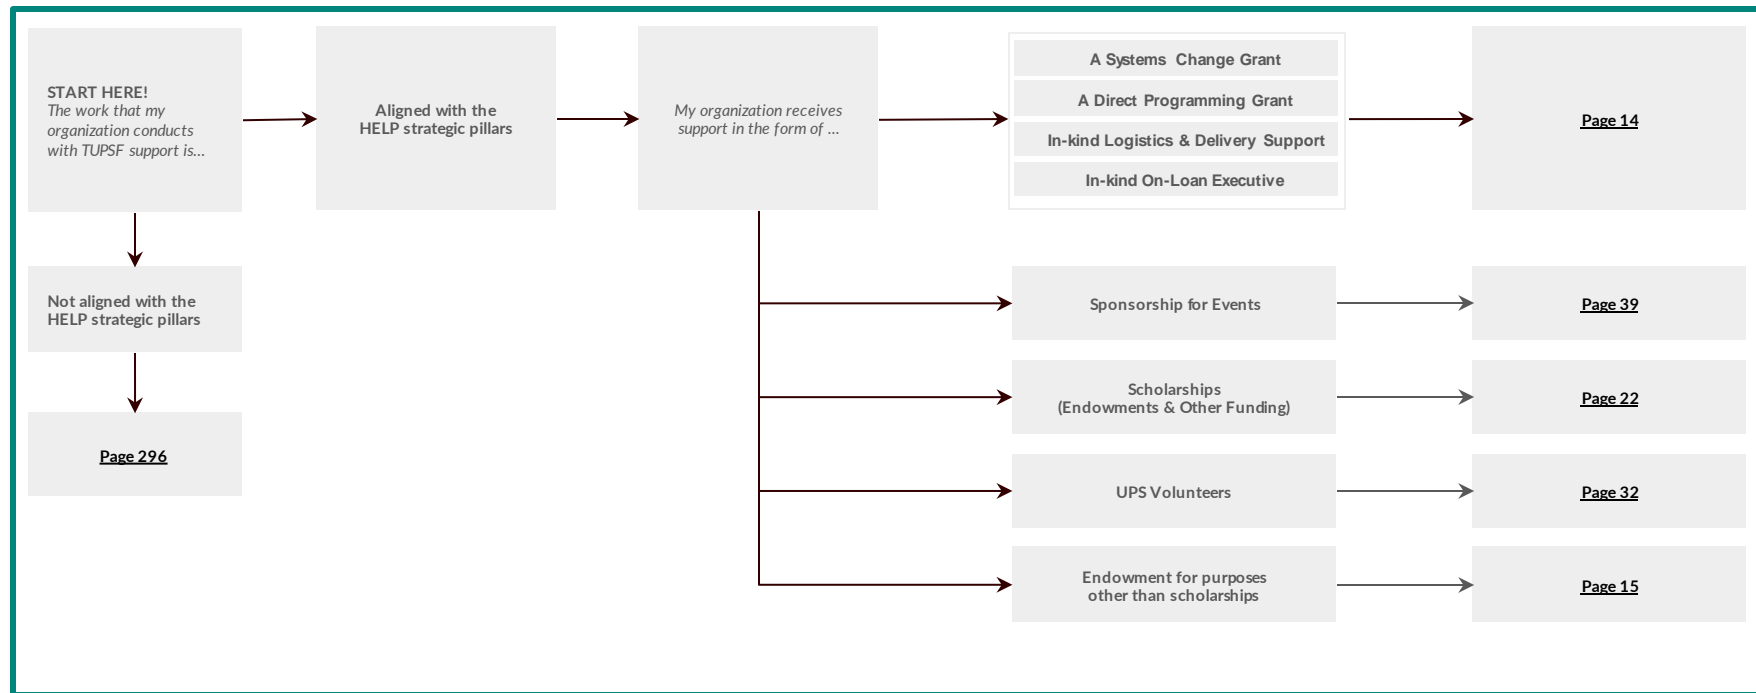 START HERE!
The work that my
organization conducts
with TUPSF support is...
Aligned with the
HELP strategic pillars
My organization receives
support in the form of ...
A Systems Change Grant
A Direct Programming Grant
In-kind Logistics & Delivery Support
In-kind On-Loan Executive
Page 14
Not aligned with the
HELP strategic pillars
Page 296
Sponsorship for Events
Page 39
Scholarships
(Endowments & Other Funding)
Page 22
UPS Volunteers
Page 32
Endowment for purposes
other than scholarships
Page 15